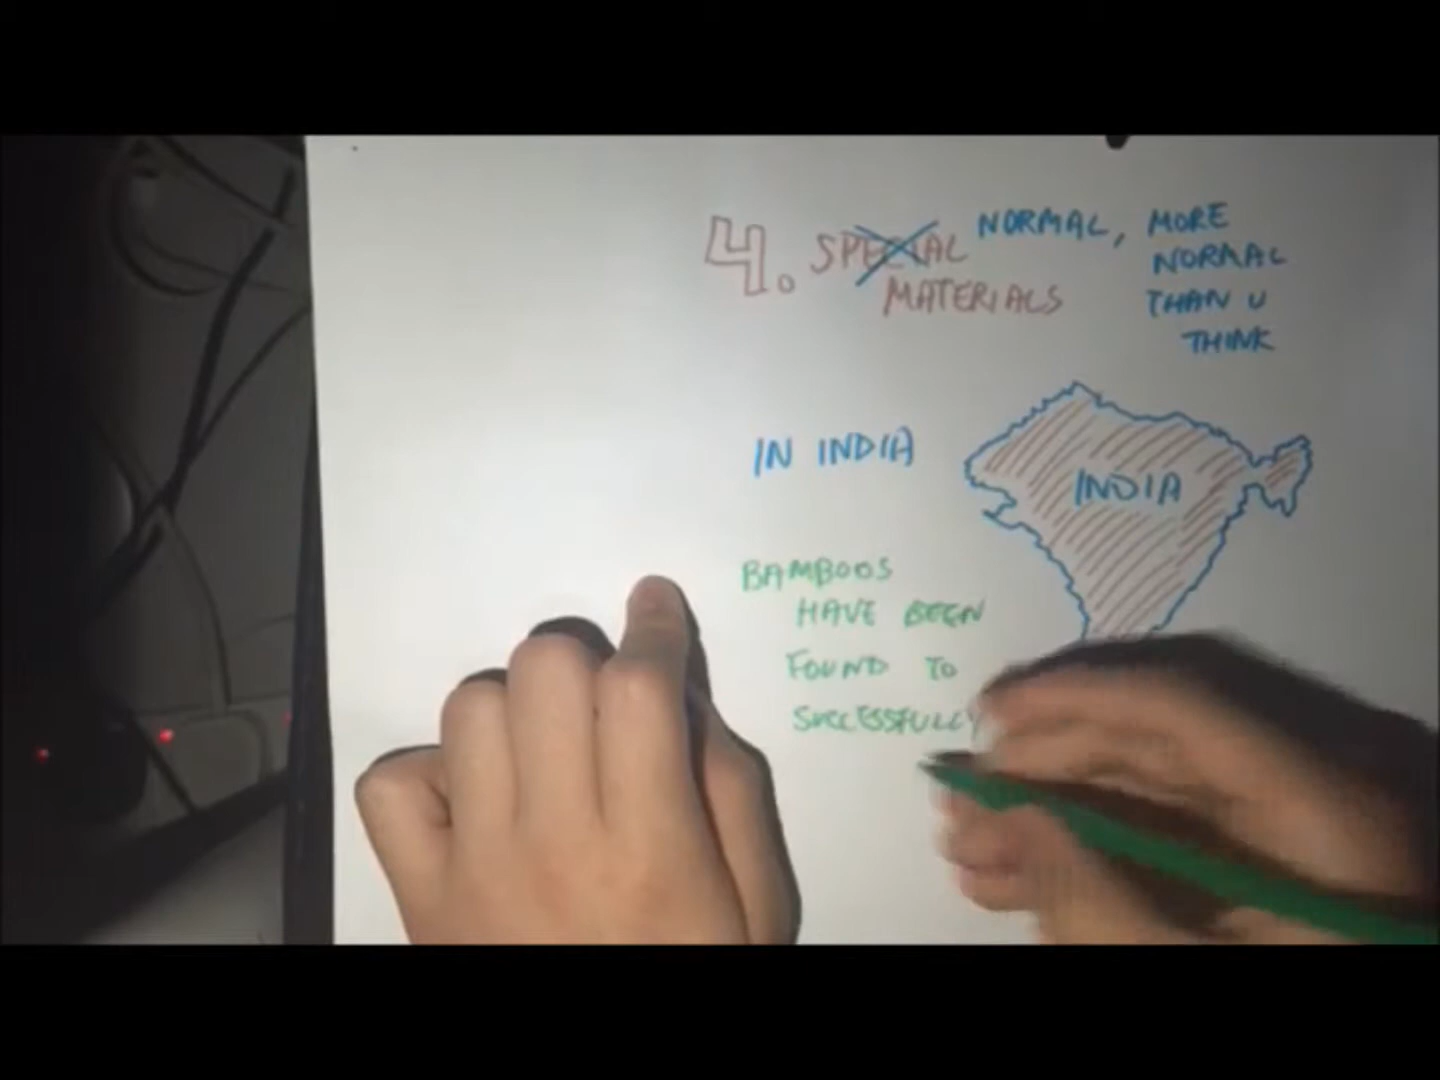 4. SPECIAL NORMAL, MORE
MATERIALS NORMAL
THAN U
THINK
IN INDIA
INDIA
BAMBOOS
HAVE BEEN
FOUND TO
SUCCESSFULLY